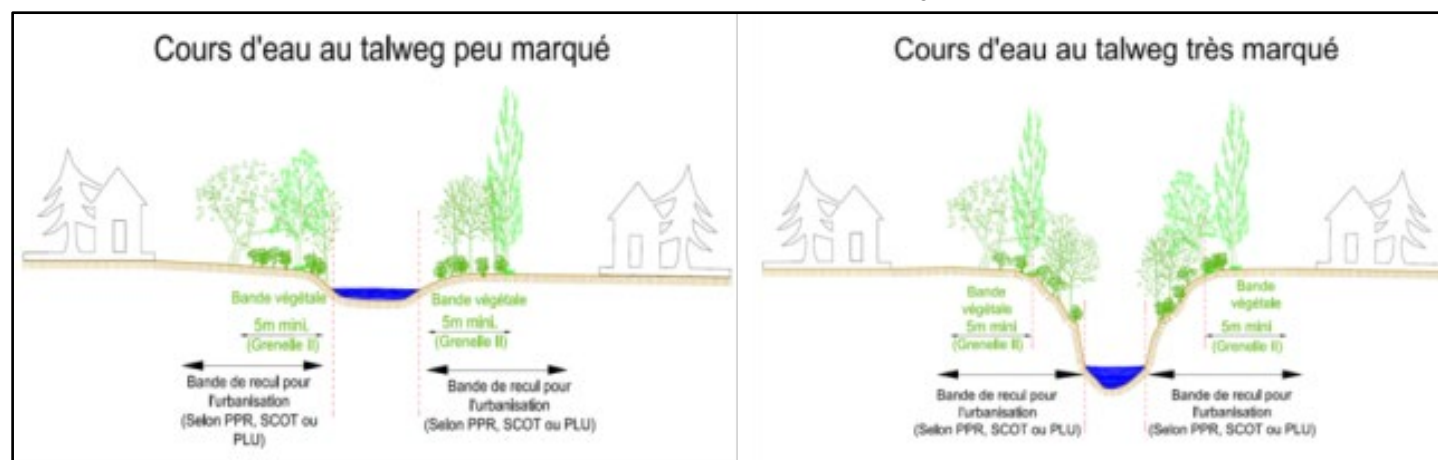 Cours d'eau au talweg peu marqué
Bande végétale
5m mini.
(Grenelle II)
Bande de recul pour
l'urbanisation
(Selon PPR, SCOT ou
PLU)
Bande végétale
5m mini.
(Grenelle II)
Bande de recul pour
l'urbanisation
(Selon PPR, SCOT ou PLU)
Cours d'eau au talweg très marqué
Bande
végétale
5m mini
(Grenelle II)
Bande de recul pour
l'urbanisation
(Selon PPR, SCOT ou PLU)
Bande
végétale
5m mini
(Grenelle II)
Bande de recul pour
l'urbanisation
(Selon PPR, SCOT ou PLU)